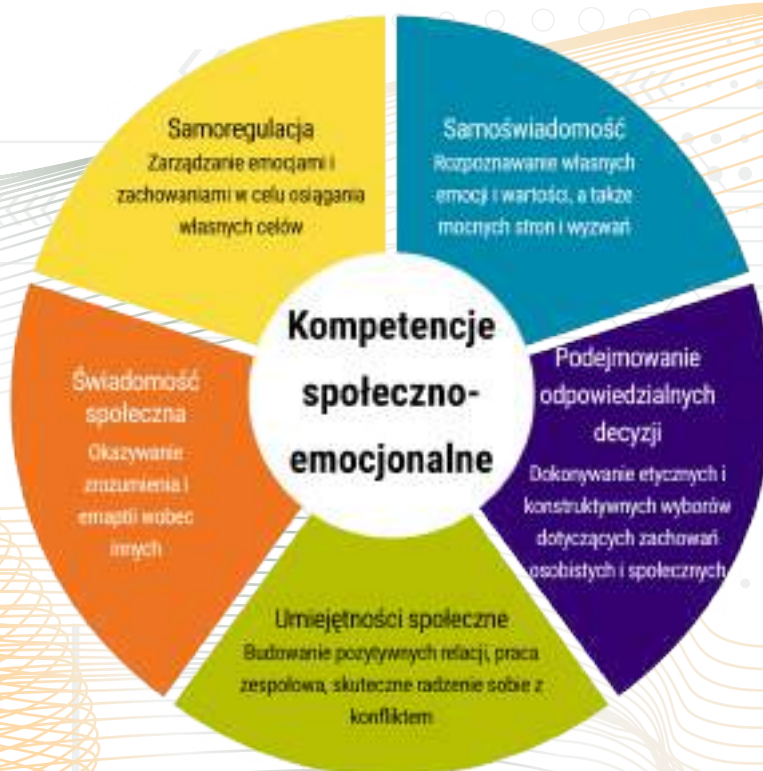 Samoregulacja
Zarządzanie emocjami i
zachowaniami w celu osiągania
własnych celów
Samoświadomość
Rozpoznawanie własnych
emocji i wartości, a także
mocnych stron i wyzwań
Kompetencje
społeczno-
emocjonalne
Świadomość
społeczna
Okazywanie
zrozumienia i
emaptii wobec
innych
Podejmowanie
odpowiedzialnych
decyzji
Dokonywanie etycznych i
konstruktywnych wyborów
dotyczących zachowań
osobistych i społecznych
Umiejętności społeczne
Budowanie pozytywnych relacji, praca
zespołowa, skuteczne radzenie sobie z
konfliktem